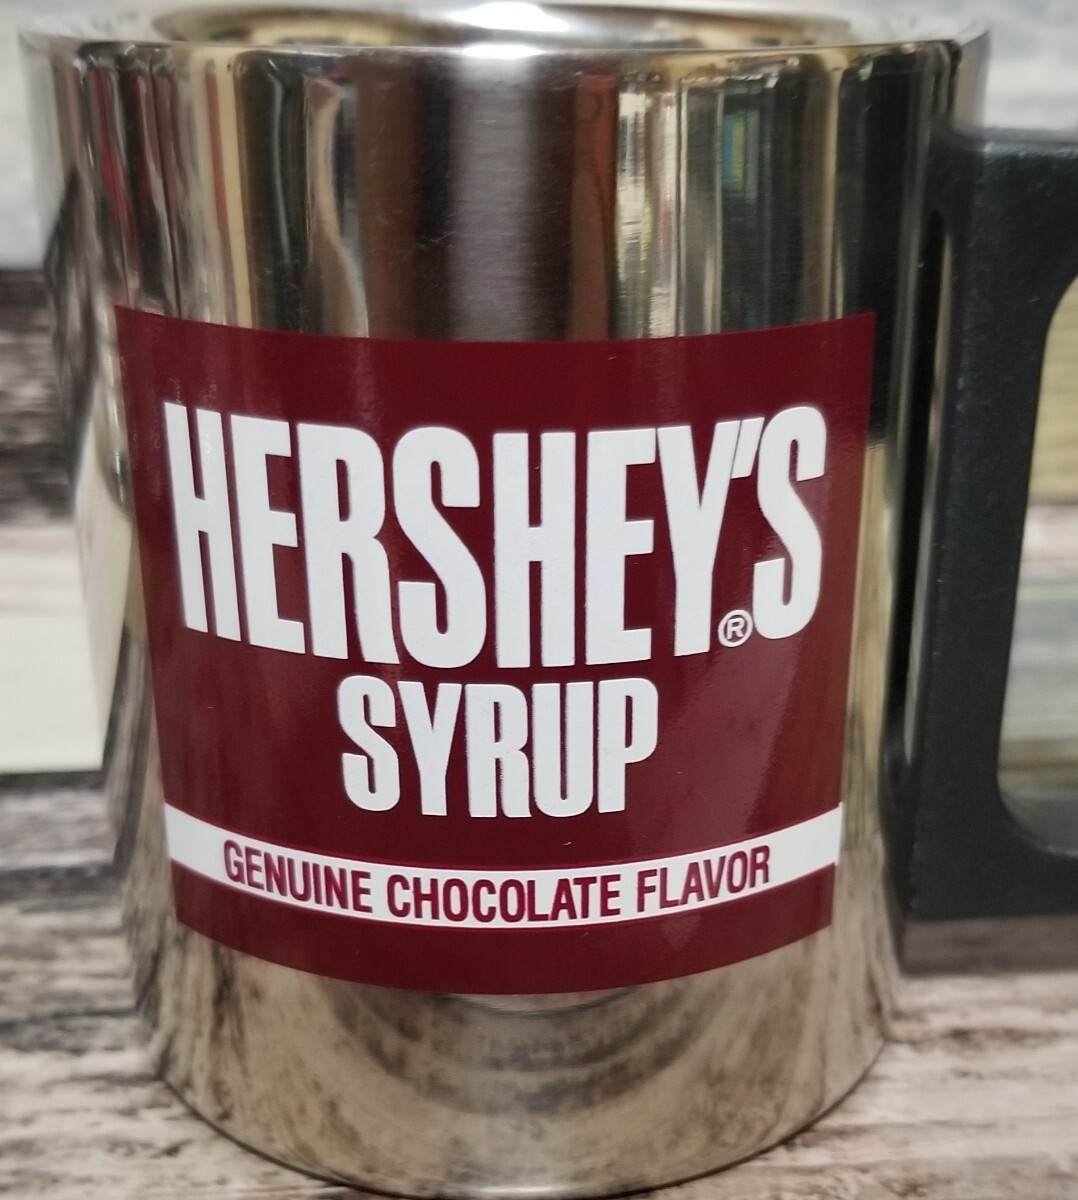 HERSHEY'S®
SYRUP
GENUINE CHOCOLATE FLAVOR